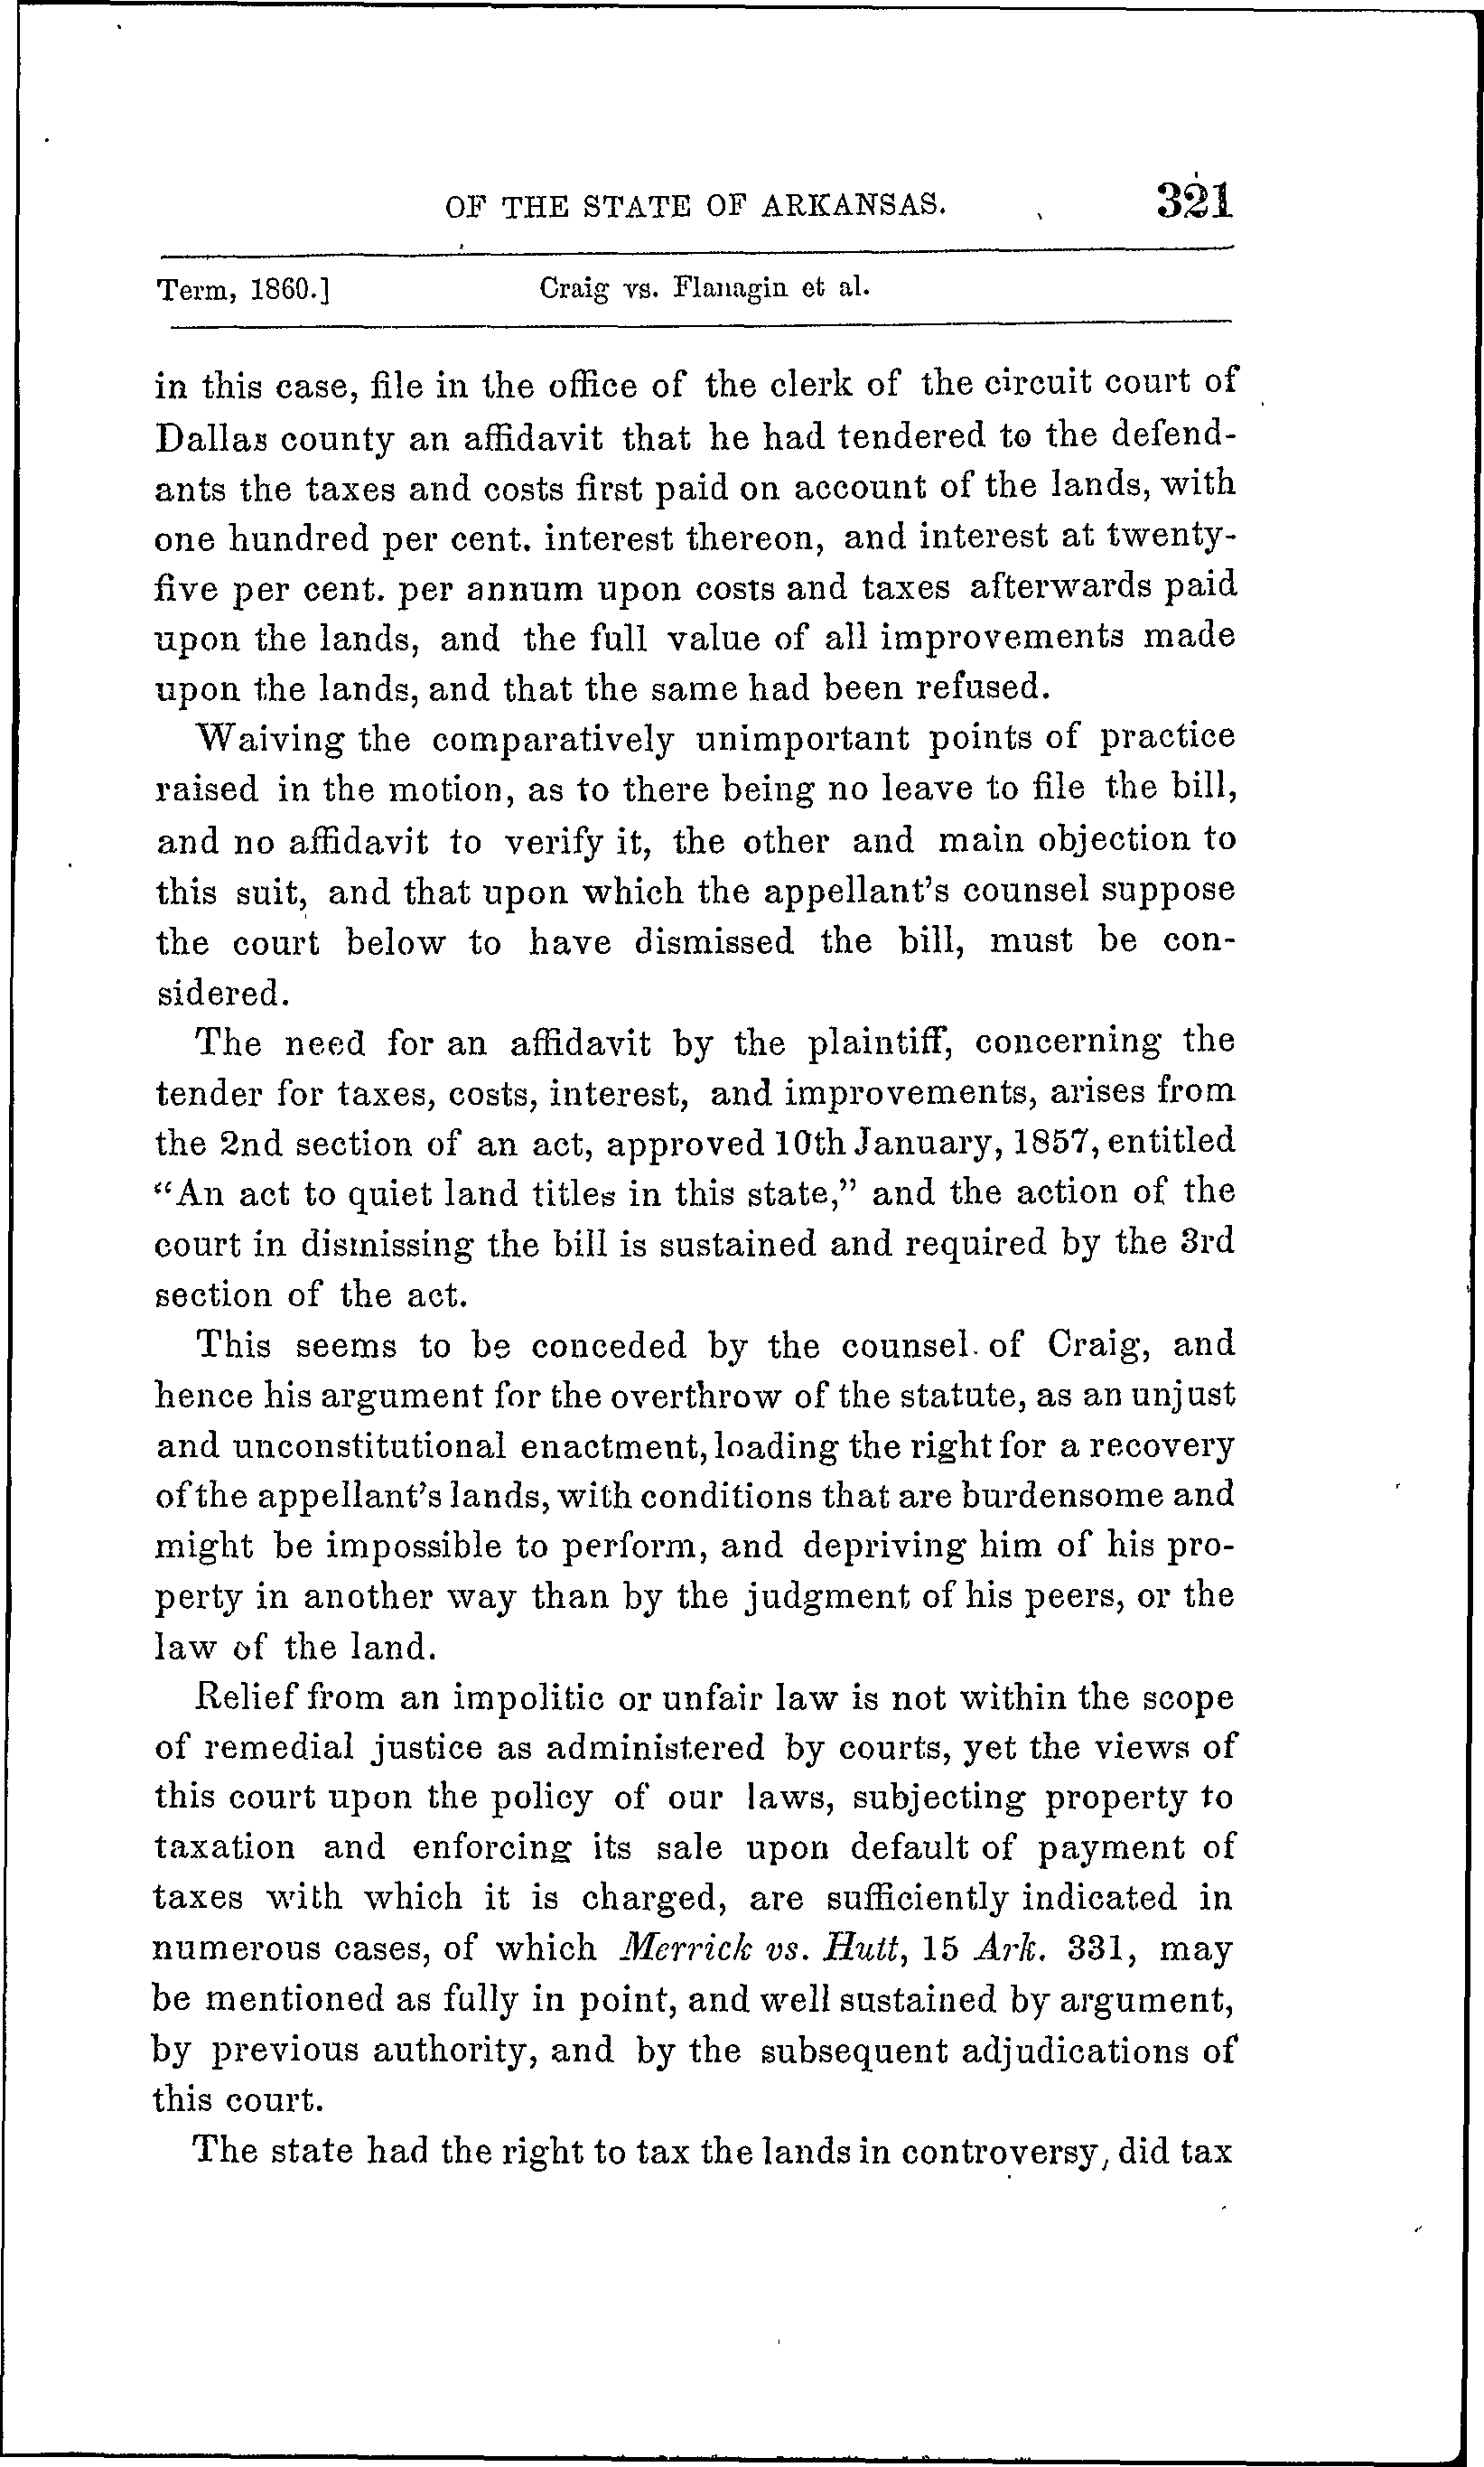 OF THE STATE OF ARKANSAS. 321
Term, 1860.] Craig vs. Flanagin et al.
in this case, file in the office of the clerk of the circuit court of
Dallas county an affidavit that he had tendered to the defend-
ants the taxes and costs first paid on account of the lands, with
one hundred per cent. interest thereon, and interest at twenty-
five per cent. per annum upon costs and taxes afterwards paid
upon the lands, and the full value of all improvements made
upon the lands, and that the same had been refused.
Waiving the comparatively unimportant points of practice
raised in the motion, as to there being no leave to file the bill,
and no affidavit to verify it, the other and main objection to
this suit, and that upon which the appellant's counsel suppose
the court below to have dismissed the bill, must be con-
sidered.
The need for an affidavit by the plaintiff, concerning the
tender for taxes, costs, interest, and improvements, arises from
the 2nd section of an act, approved 10th January, 1857, entitled
"An act to quiet land titles in this state," and the action of the
court in dismissing the bill is sustained and required by the 3rd
section of the act.
This seems to be conceded by the counsel. of Craig, and
hence his argument for the overthrow of the statute, as an unjust
and unconstitutional enactment, loading the right for a recovery
of the appellant's lands, with conditions that are burdensome and
might be impossible to perform, and depriving him of his pro-
perty in another way than by the judgment of his peers, or the
law of the land.
Relief from an impolitic or unfair law is not within the scope
of remedial justice as administered by courts, yet the views of
this court upon the policy of our laws, subjecting property to
taxation and enforcing its sale upon default of payment of
taxes with which it is charged, are sufficiently indicated in
numerous cases, of which Merrick vs. Hutt, 15 Ark. 331, may
be mentioned as fully in point, and well sustained by argument,
by previous authority, and by the subsequent adjudications of
this court.
The state had the right to tax the lands in controversy, did tax